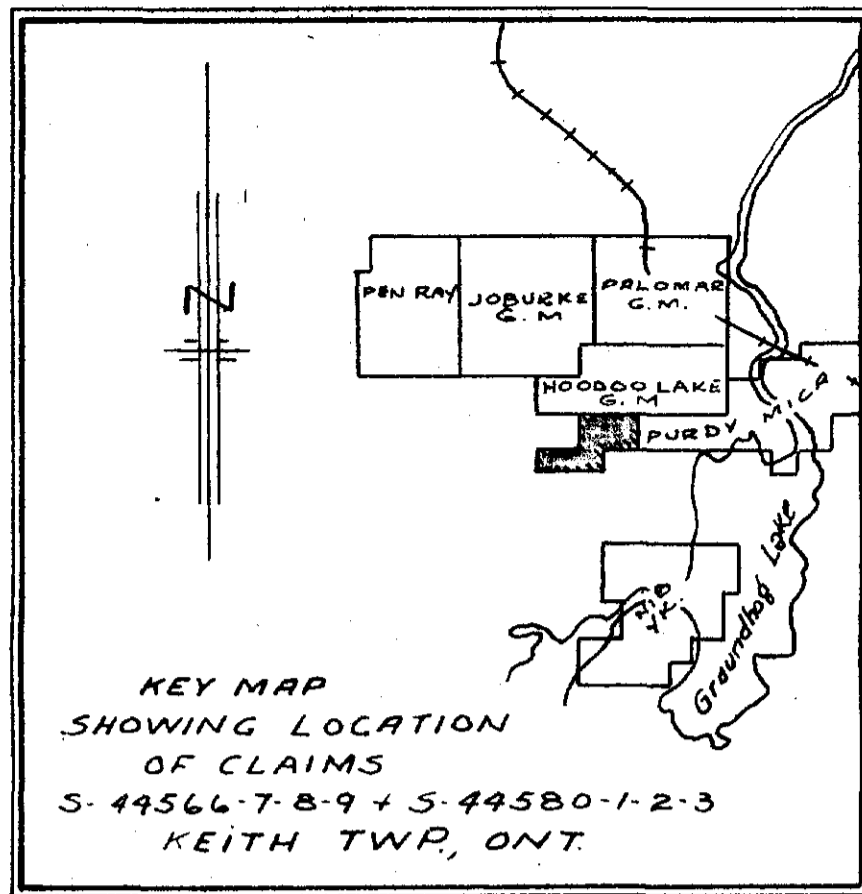 N
PEN RAY
JOBURKE
G. M
PALOMAR
G. M.
HOODOO LAKE
G. M
PURDY MICA
Groundhog Lake
KEY MAP
SHOWING LOCATION
OF CLAIMS
S-44566-7-8-9 + S-44580-1-2-3
KEITH TWP., ONT.